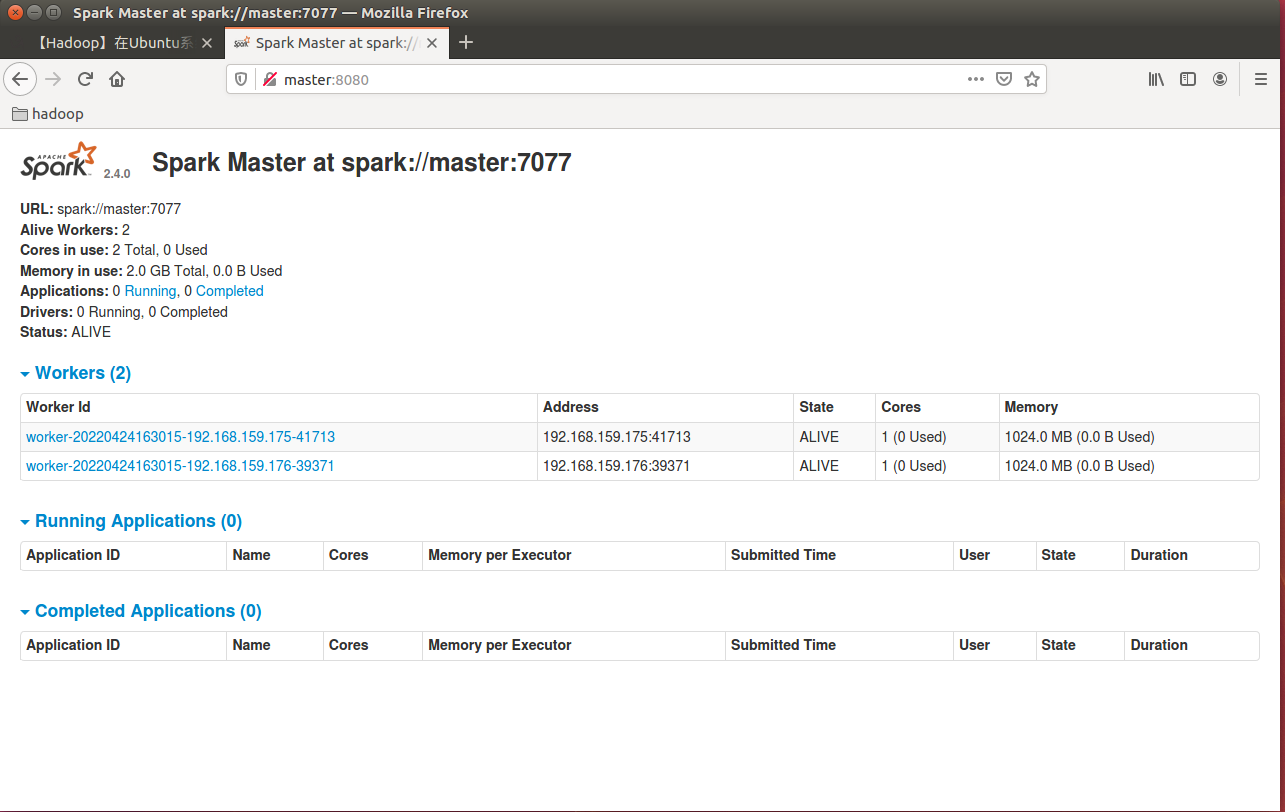 Spark Master at spark://master:7077 — Mozilla Firefox
【Hadoop】在Ubuntu系
Spark Master at spark://
master:8080
hadoop
APACHE Spark 2.4.0 Spark Master at spark://master:7077
URL: spark://master:7077
Alive Workers: 2
Cores in use: 2 Total, 0 Used
Memory in use: 2.0 GB Total, 0.0 B Used
Applications: 0 Running, 0 Completed
Drivers: 0 Running, 0 Completed
Status: ALIVE
Workers (2)
Worker Id Address State Cores Memory
worker-20220424163015-192.168.159.175-41713 192.168.159.175:41713 ALIVE 1 (0 Used) 1024.0 MB (0.0 B Used)
worker-20220424163015-192.168.159.176-39371 192.168.159.176:39371 ALIVE 1 (0 Used) 1024.0 MB (0.0 B Used)
Running Applications (0)
Application ID Name Cores Memory per Executor Submitted Time User State Duration
Completed Applications (0)
Application ID Name Cores Memory per Executor Submitted Time User State Duration